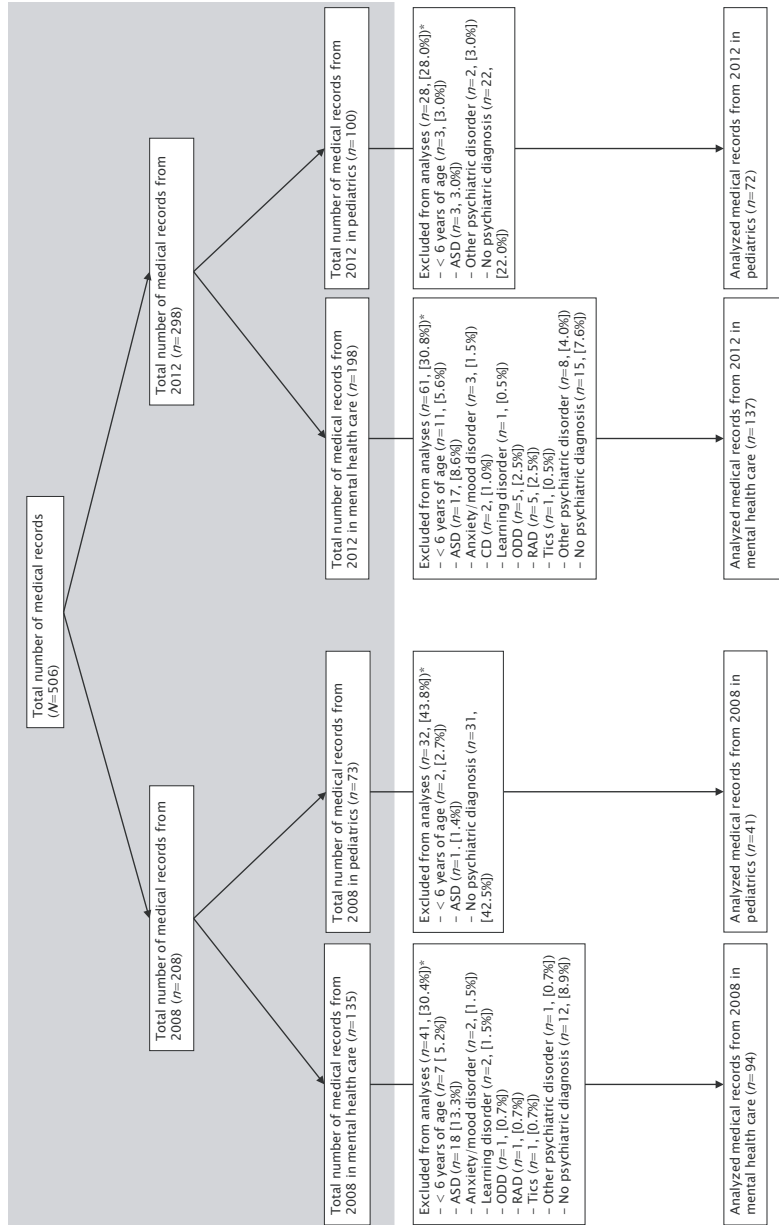 Total number of medical records
(N=506)
Total number of medical records from
2008 (n=208)
Total number of medical records from
2012 (n=298)
Total number of medical records from
2008 in mental health care (n=135)
Total number of medical records from
2008 in pediatrics (n=73)
Total number of medical records from
2012 in mental health care (n=198)
Total number of medical records from
2012 in pediatrics (n=100)
Excluded from analyses (n=41, [30.4%])*
– < 6 years of age (n=7 [ 5.2%])
– ASD (n=18 [13.3%])
– Anxiety/mood disorder (n=2, [1.5%])
– Learning disorder (n=2, [1.5%])
– ODD (n=1, [0.7%])
– RAD (n=1, [0.7%])
– Tics (n=1, [0.7%])
– Other psychiatric disorder (n=1, [0.7%])
– No psychiatric diagnosis (n=12, [8.9%])
Excluded from analyses (n=32, [43.8%])*
– < 6 years of age (n=2, [2.7%])
– ASD (n=1. [1.4%])
– No psychiatric diagnosis (n=31,
[42.5%])
Excluded from analyses (n=61, [30.8%])*
– < 6 years of age (n=11, [5.6%])
– ASD (n=17, [8.6%])
– Anxiety/mood disorder (n=3, [1.5%])
– CD (n=2, [1.0%])
– Learning disorder (n=1, [0.5%])
– ODD (n=5, [2.5%])
– RAD (n=5, [2.5%])
– Tics (n=1, [0.5%])
– Other psychiatric disorder (n=8, [4.0%])
– No psychiatric diagnosis (n=15, [7.6%])
Excluded from analyses (n=28, [28.0%])*
– < 6 years of age (n=3, [3.0%])
– ASD (n=3, 3.0%])
– Other psychiatric disorder (n=2, [3.0%])
– No psychiatric diagnosis (n=22,
[22.0%])
Analyzed medical records from 2008 in
mental health care (n=94)
Analyzed medical records from 2008 in
pediatrics (n=41)
Analyzed medical records from 2012 in
mental health care (n=137)
Analyzed medical records from 2012 in
pediatrics (n=72)